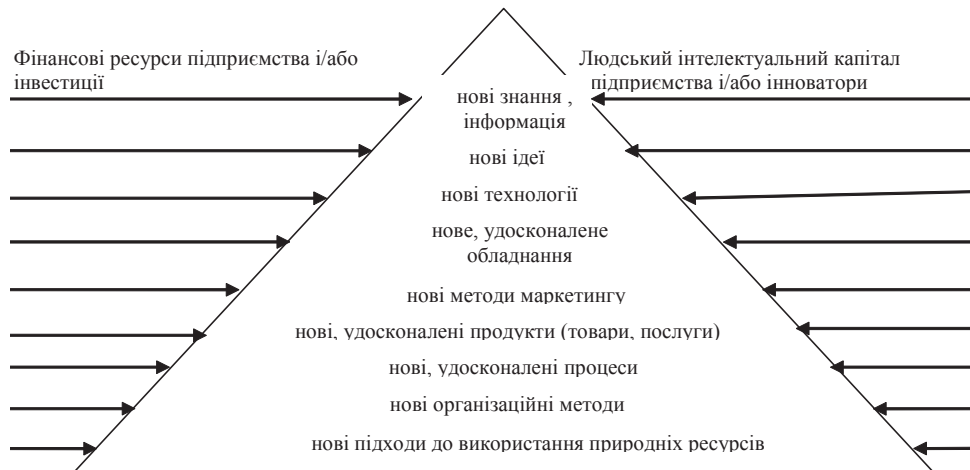 Фінансові ресурси підприємства і/або
інвестиції
Людський інтелектуальний капітал
підприємства і/або інноватори
нові знання ,
інформація
нові ідеї
нові технології
нове, удосконалене
обладнання
нові методи маркетингу
нові, удосконалені продукти (товари, послуги)
нові, удосконалені процеси
нові організаційні методи
нові підходи до використання природніх ресурсів